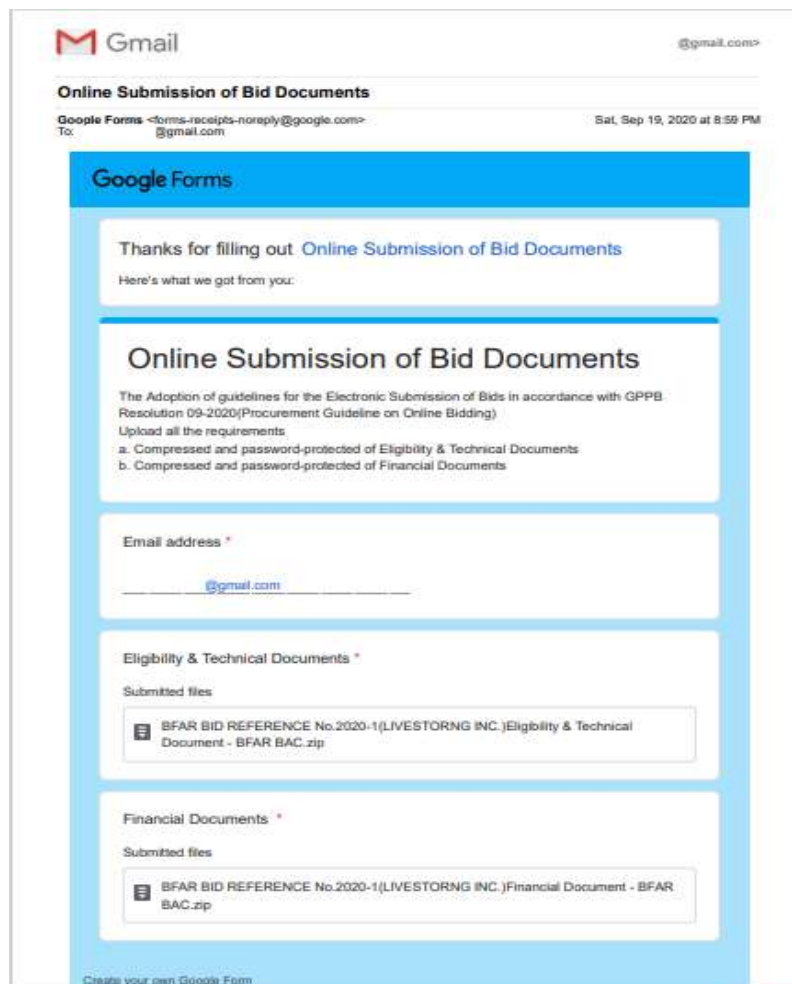 Gmail
@gmail.com>
Online Submission of Bid Documents
Google Forms <forms-receipts-noreply@google.com>
Sat, Sep 19, 2020 at 8:59 PM
To: @gmail.com
Google Forms
Thanks for filling out Online Submission of Bid Documents
Here's what we got from you:
Online Submission of Bid Documents
The Adoption of guidelines for the Electronic Submission of Bids in accordance with GPPB
Resolution 09-2020(Procurement Guideline on Online Bidding)
Upload all the requirements
a. Compressed and password-protected of Eligibility & Technical Documents
b. Compressed and password-protected of Financial Documents
Email address *
@gmail.com
Eligibility & Technical Documents *
Submitted files
BFAR BID REFERENCE No.2020-1(LIVESTORNG INC.)Eligibility & Technical
Document - BFAR BAC.zip
Financial Documents *
Submitted files
BFAR BID REFERENCE No.2020-1(LIVESTORNG INC.)Financial Document - BFAR
BAC.zip
Create your own Google Form